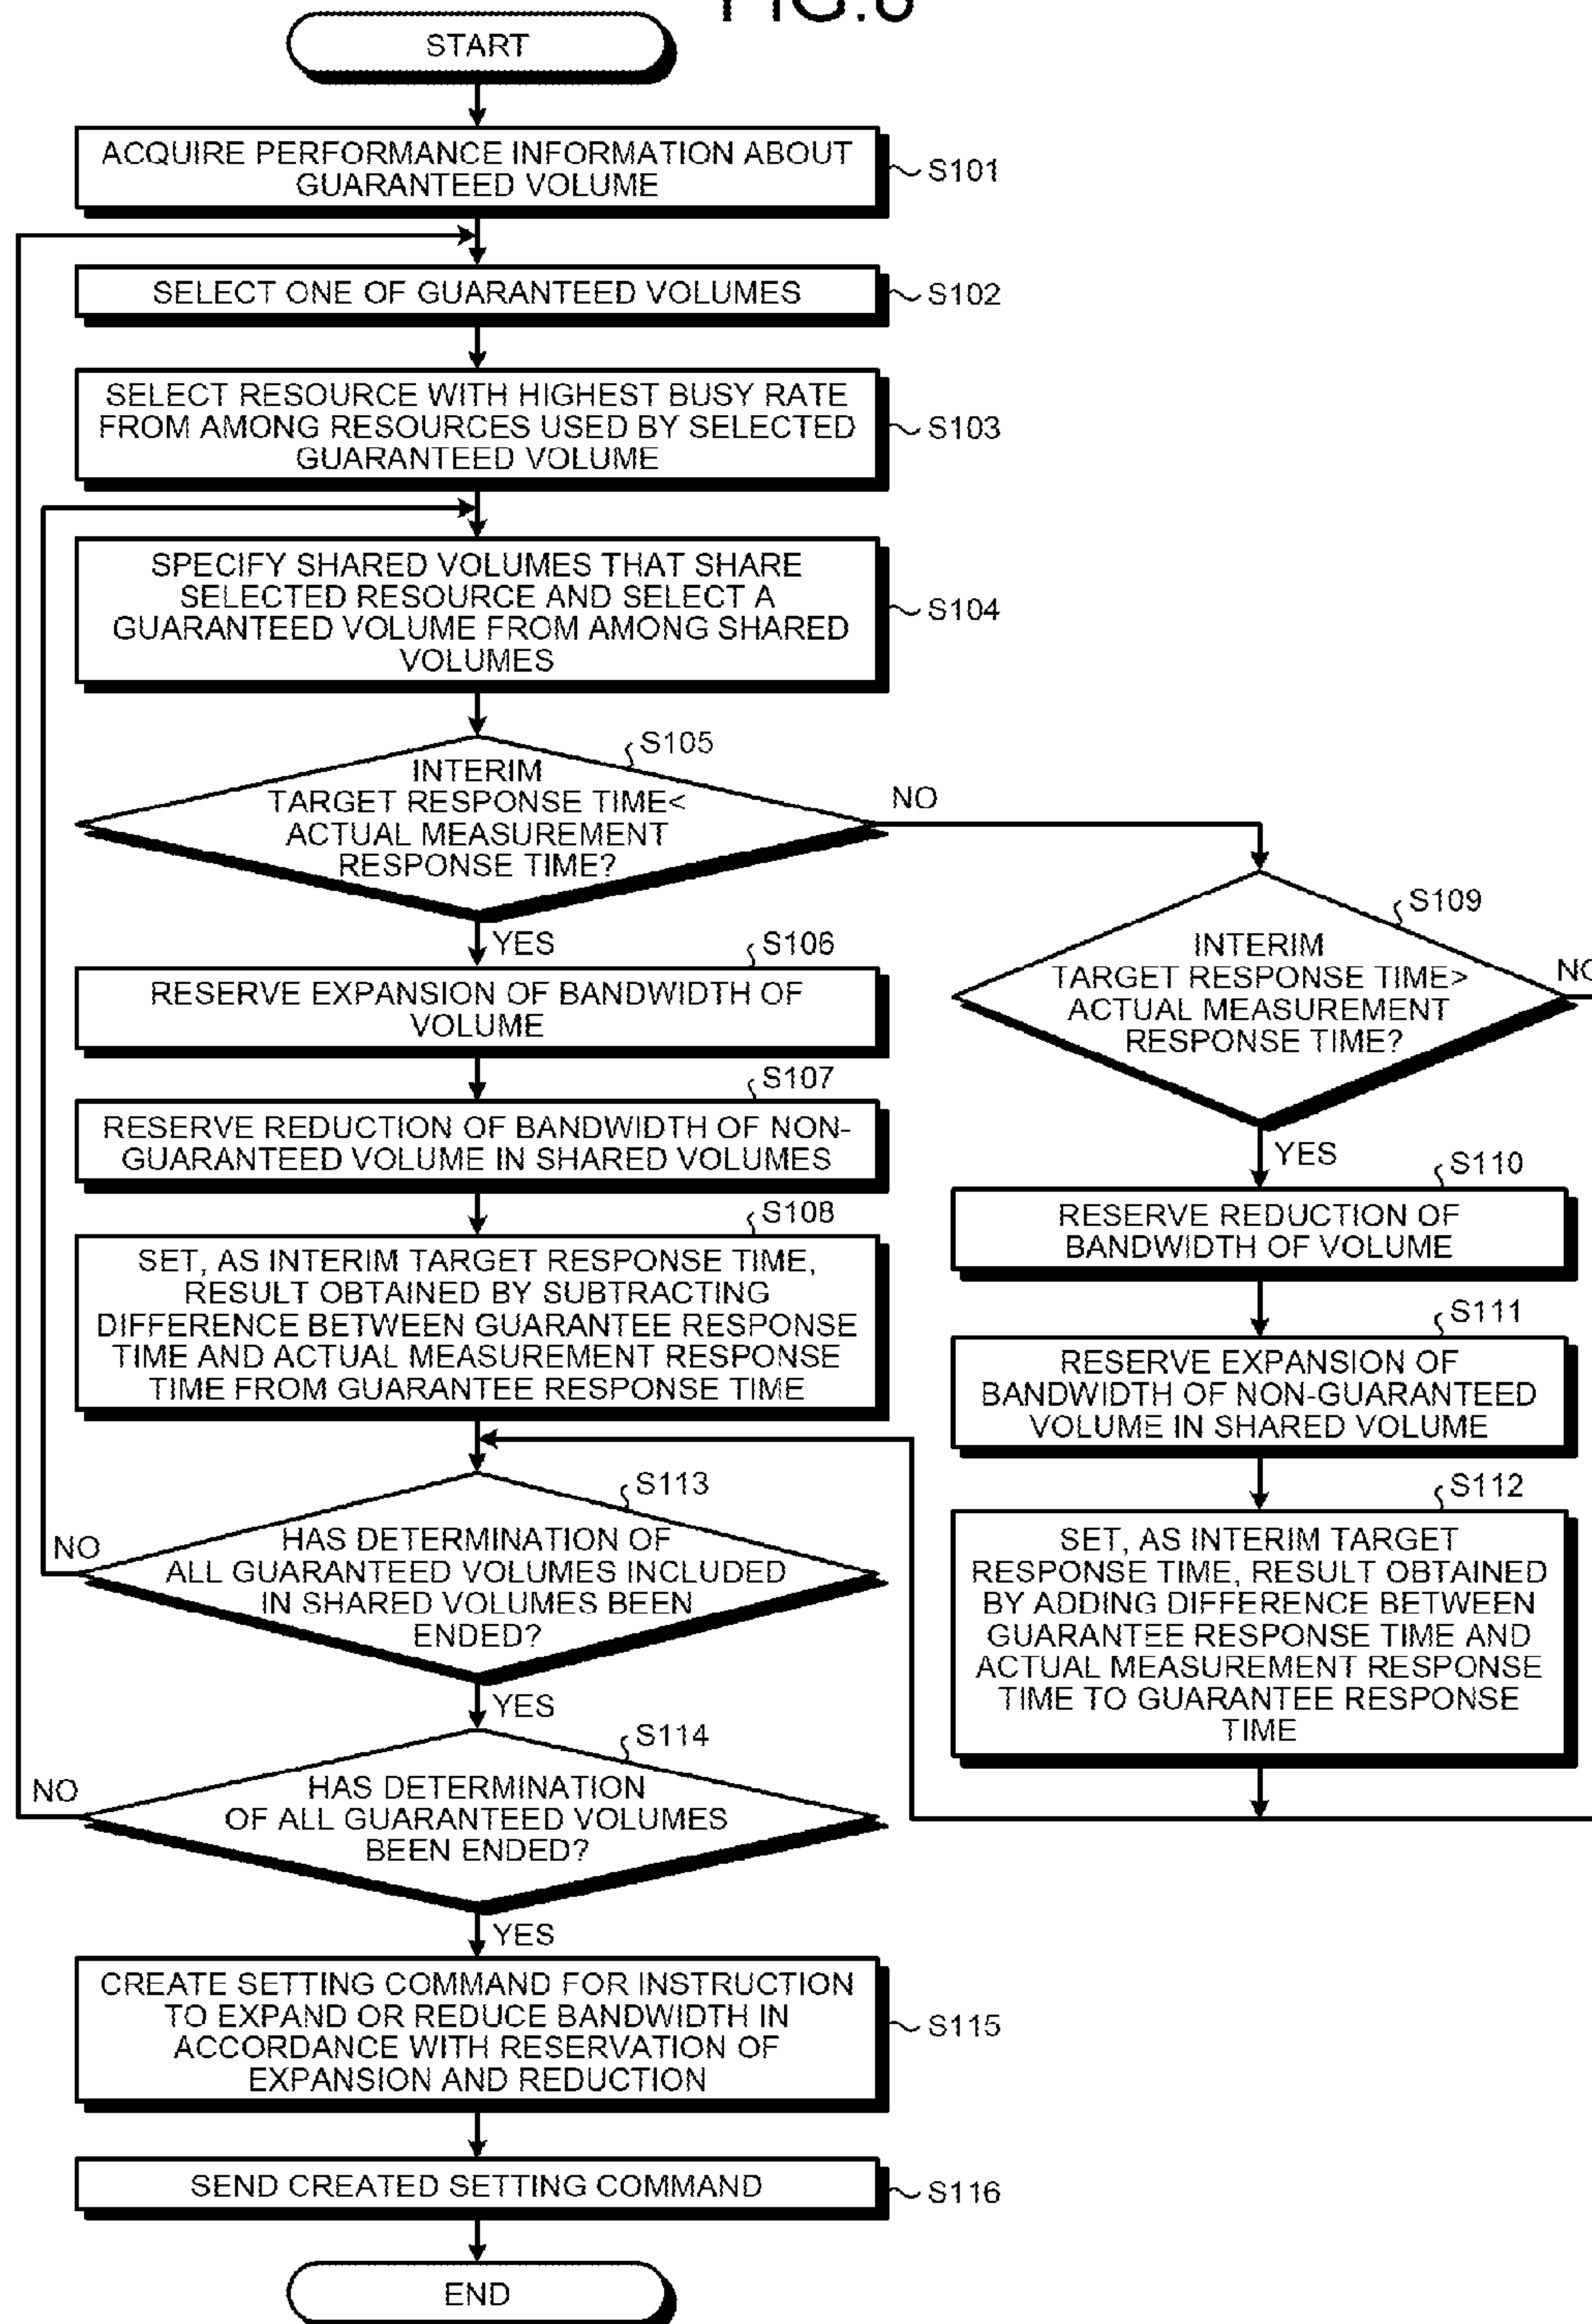 START
ACQUIRE PERFORMANCE INFORMATION ABOUT
GUARANTEED VOLUME
S101
SELECT ONE OF GUARANTEED VOLUMES
S102
SELECT RESOURCE WITH HIGHEST BUSY RATE
FROM AMONG RESOURCES USED BY SELECTED
GUARANTEED VOLUME
S103
SPECIFY SHARED VOLUMES THAT SHARE
SELECTED RESOURCE AND SELECT A
GUARANTEED VOLUME FROM AMONG SHARED
VOLUMES
S104
S105
INTERIM
TARGET RESPONSE TIME<
ACTUAL MEASUREMENT
RESPONSE TIME?
NO
YES
S106
RESERVE EXPANSION OF BANDWIDTH OF
VOLUME
S107
RESERVE REDUCTION OF BANDWIDTH OF NON-
GUARANTEED VOLUME IN SHARED VOLUMES
S108
SET, AS INTERIM TARGET RESPONSE TIME,
RESULT OBTAINED BY SUBTRACTING
DIFFERENCE BETWEEN GUARANTEE RESPONSE
TIME AND ACTUAL MEASUREMENT RESPONSE
TIME FROM GUARANTEE RESPONSE TIME
S109
INTERIM
TARGET RESPONSE TIME>
ACTUAL MEASUREMENT
RESPONSE TIME?
NO
YES
S110
RESERVE REDUCTION OF
BANDWIDTH OF VOLUME
S111
RESERVE EXPANSION OF
BANDWIDTH OF NON-GUARANTEED
VOLUME IN SHARED VOLUME
S112
SET, AS INTERIM TARGET
RESPONSE TIME, RESULT OBTAINED
BY ADDING DIFFERENCE BETWEEN
GUARANTEE RESPONSE TIME AND
ACTUAL MEASUREMENT RESPONSE
TIME TO GUARANTEE RESPONSE
TIME
S113
HAS DETERMINATION OF
ALL GUARANTEED VOLUMES INCLUDED
IN SHARED VOLUMES BEEN
ENDED?
NO
YES
S114
HAS DETERMINATION
OF ALL GUARANTEED VOLUMES
BEEN ENDED?
NO
YES
CREATE SETTING COMMAND FOR INSTRUCTION
TO EXPAND OR REDUCE BANDWIDTH IN
ACCORDANCE WITH RESERVATION OF
EXPANSION AND REDUCTION
S115
SEND CREATED SETTING COMMAND
S116
END